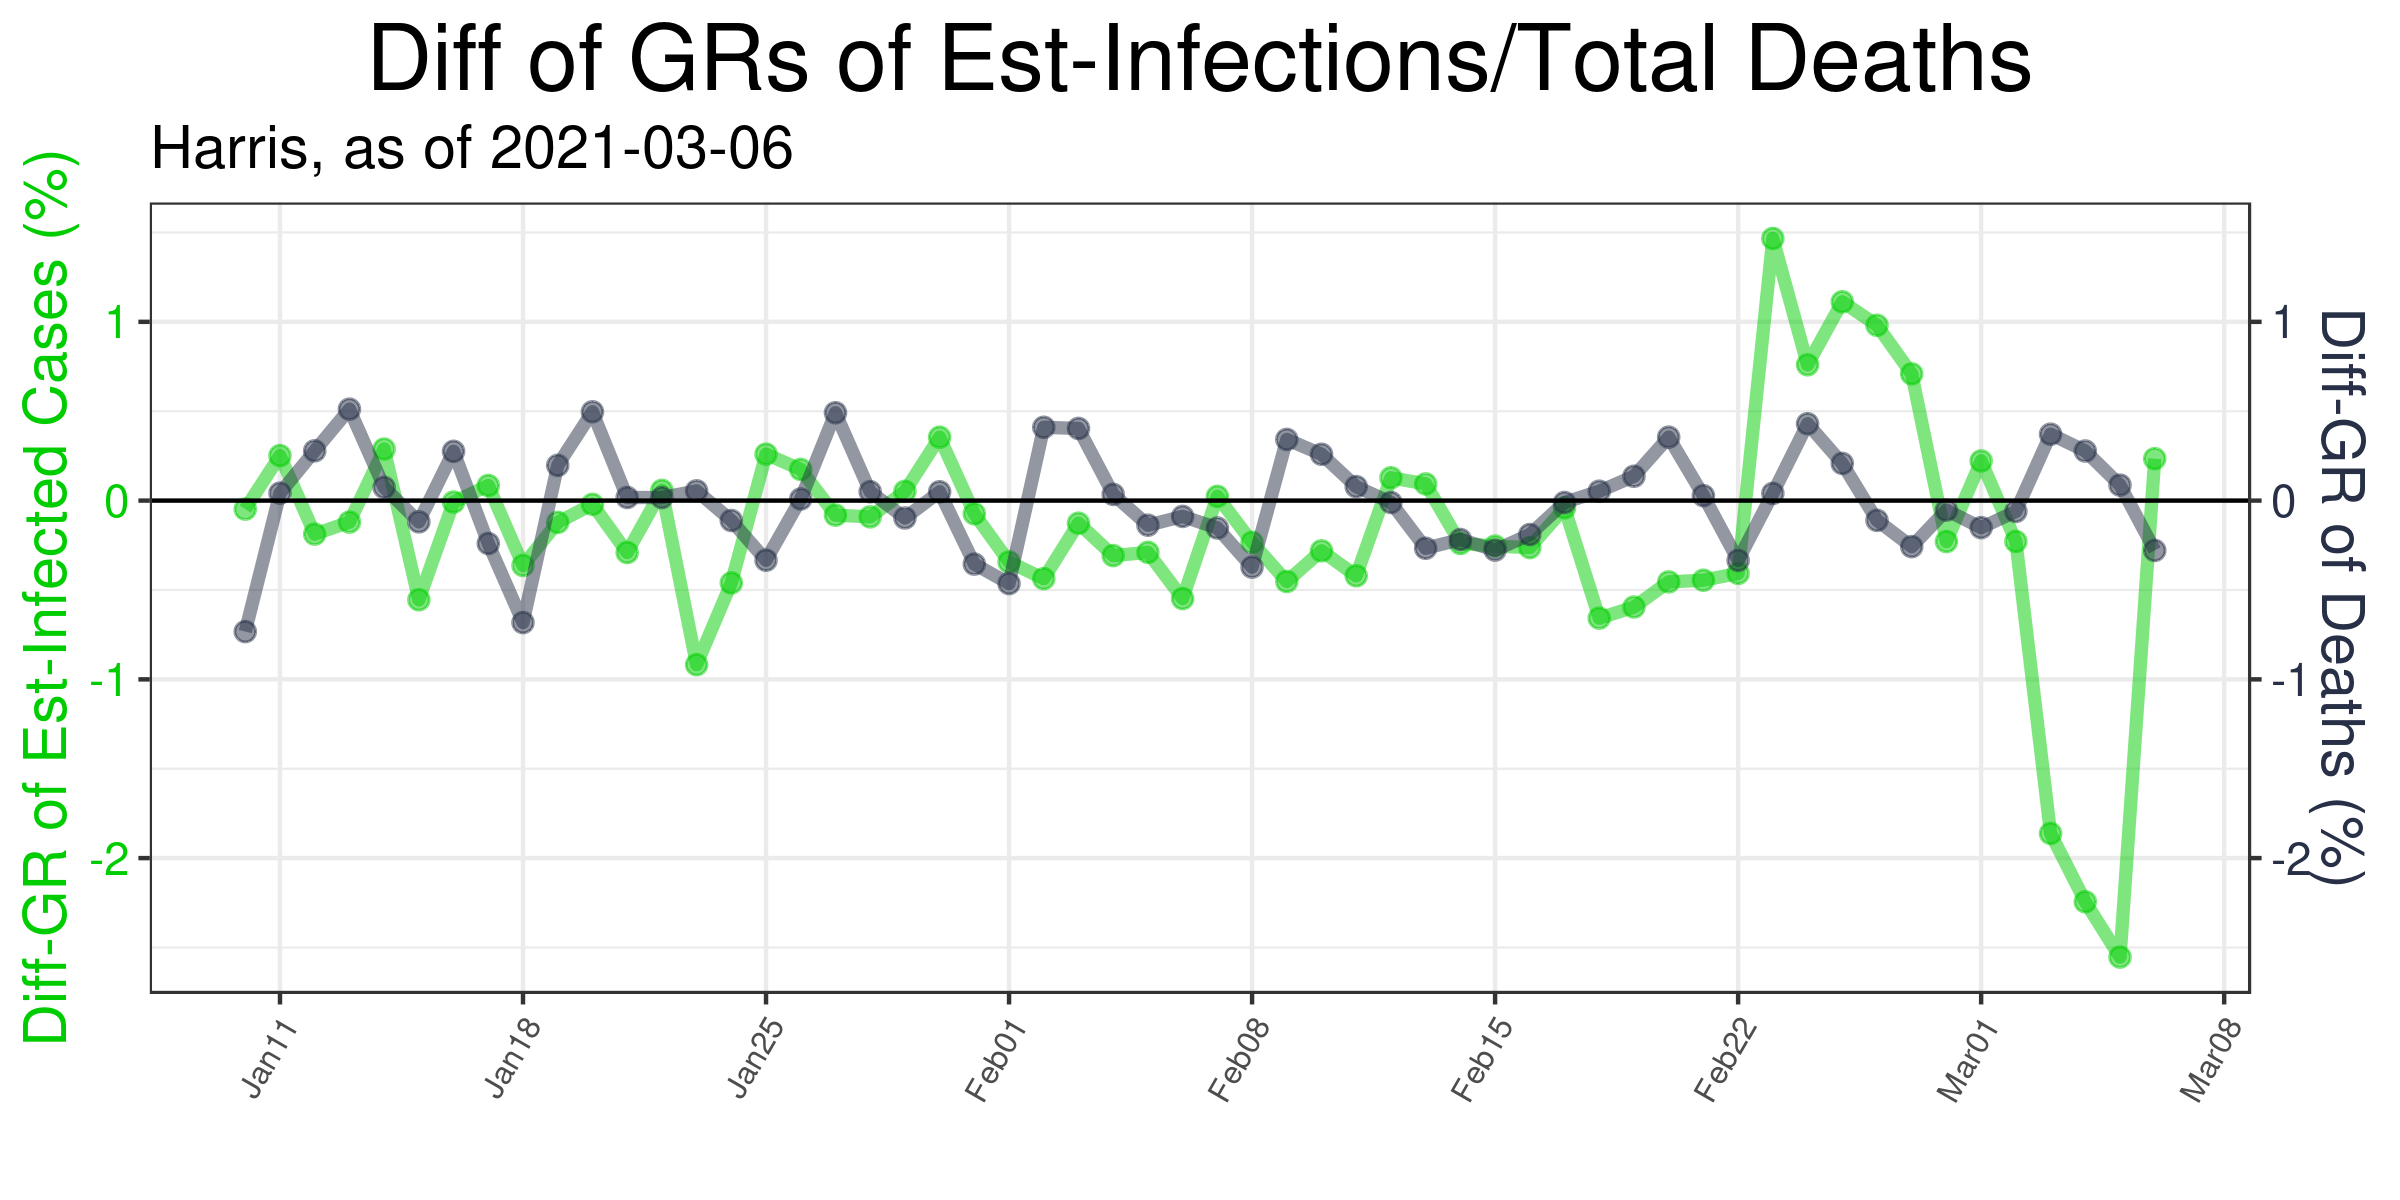 Diff of GRs of Est-Infections/Total Deaths
Harris, as of 2021-03-06
Diff-GR of Est-Infected Cases (%)
1
0
-1
-2
1
0
-1
-2
Diff-GR of Deaths (%)
Jan11
Jan18
Jan25
Feb01
Feb08
Feb15
Feb22
Mar01
Mar08